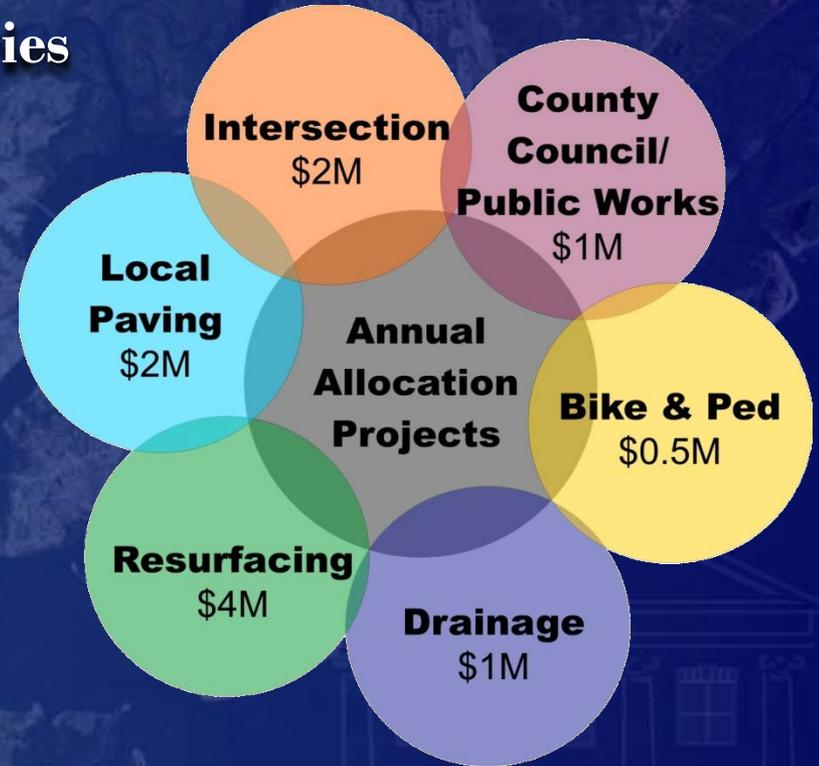 ies
Intersection
$2M
County
Council/
Public Works
$1M
Local
Paving
$2M
Annual
Allocation
Projects
Bike & Ped
$0.5M
Resurfacing
$4M
Drainage
$1M